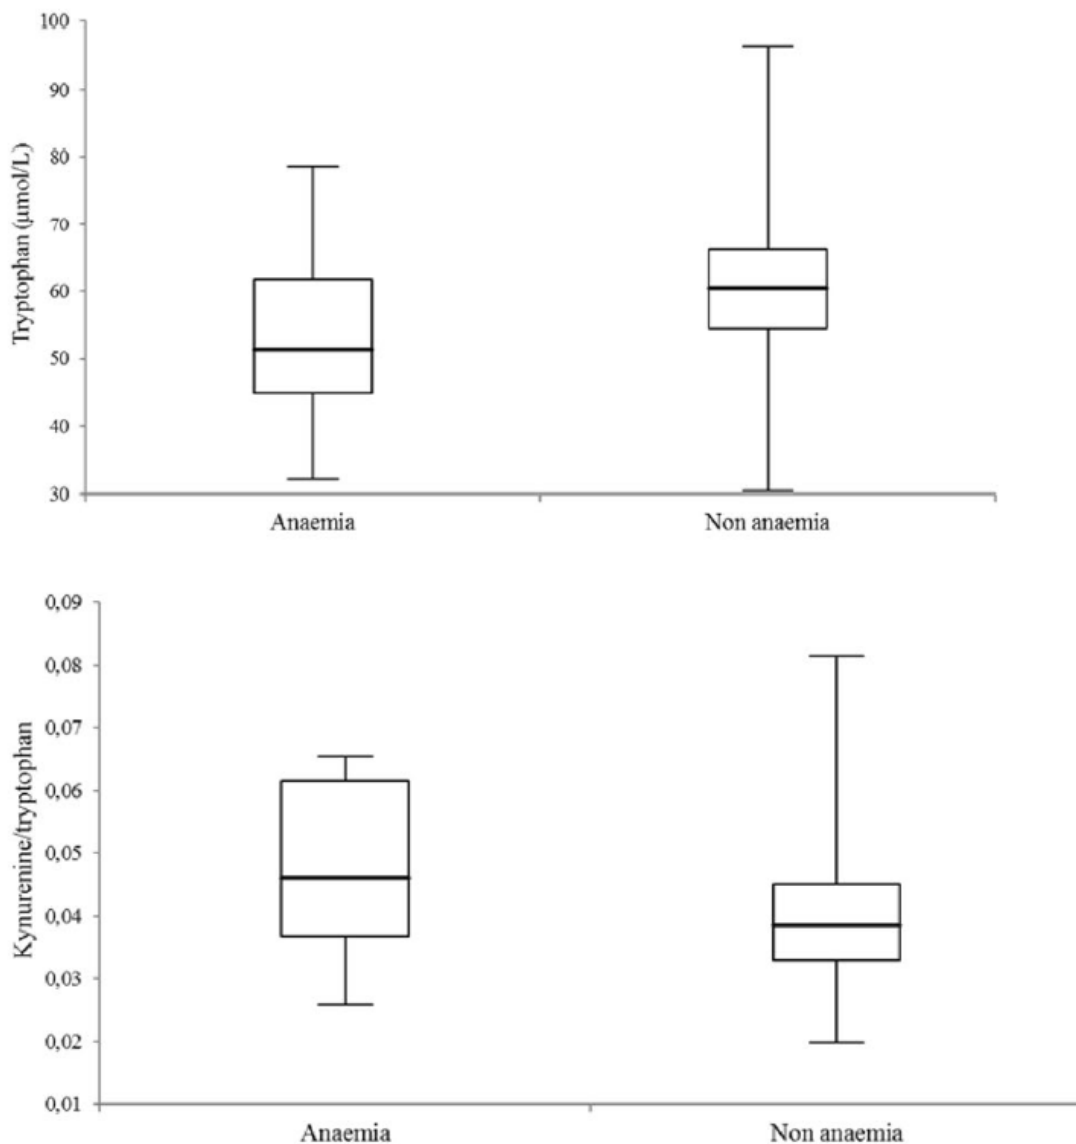 100
90
80
70
60
50
40
30
Tryptophan (µmol/L)
Anaemia
Non anaemia
0,09
0,08
0,07
0,06
0,05
0,04
0,03
0,02
0,01
Kynurenine/tryptophan
Anaemia
Non anaemia